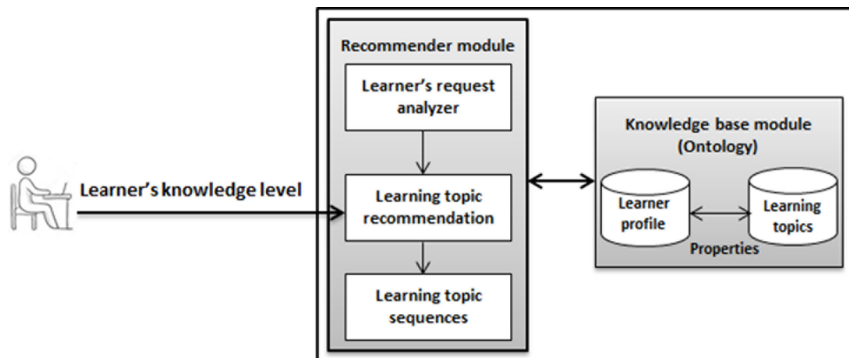 Recommender module
Learner's request
analyzer
Learner's knowledge level
Learning topic
recommendation
Learning topic
sequences
Knowledge base module
(Ontology)
Learner
profile
Learning
topics
Properties